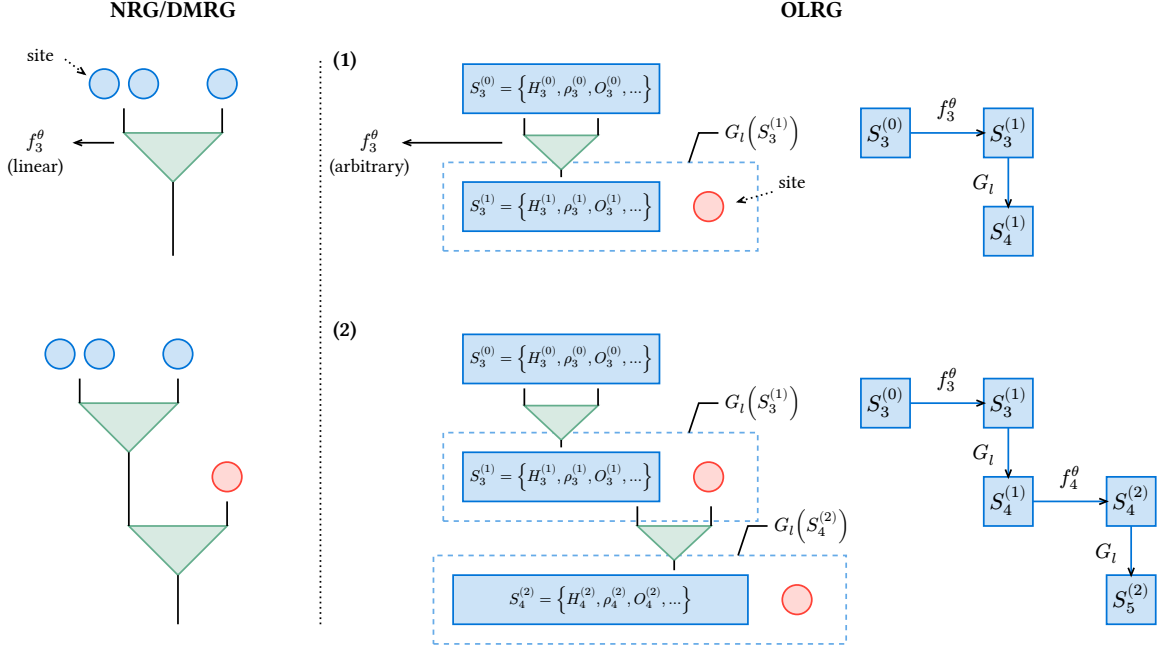 NRG/DMRG
OLRG
site
f_3^θ
(linear)
(1)
S_3^{(0)} = {H_3^{(0)}, ρ_3^{(0)}, O_3^{(0)}, ...}
f_3^θ
(arbitrary)
G_l(S_3^{(1)})
S_3^{(1)} = {H_3^{(1)}, ρ_3^{(1)}, O_3^{(1)}, ...}
site
S_3^{(0)}
f_3^θ
S_3^{(1)}
G_l
S_4^{(1)}
(2)
S_3^{(0)} = {H_3^{(0)}, ρ_3^{(0)}, O_3^{(0)}, ...}
G_l(S_3^{(1)})
S_3^{(1)} = {H_3^{(1)}, ρ_3^{(1)}, O_3^{(1)}, ...}
G_l(S_4^{(2)})
S_4^{(2)} = {H_4^{(2)}, ρ_4^{(2)}, O_4^{(2)}, ...}
S_3^{(0)}
f_3^θ
S_3^{(1)}
G_l
S_4^{(1)}
f_4^θ
S_4^{(2)}
G_l
S_5^{(2)}